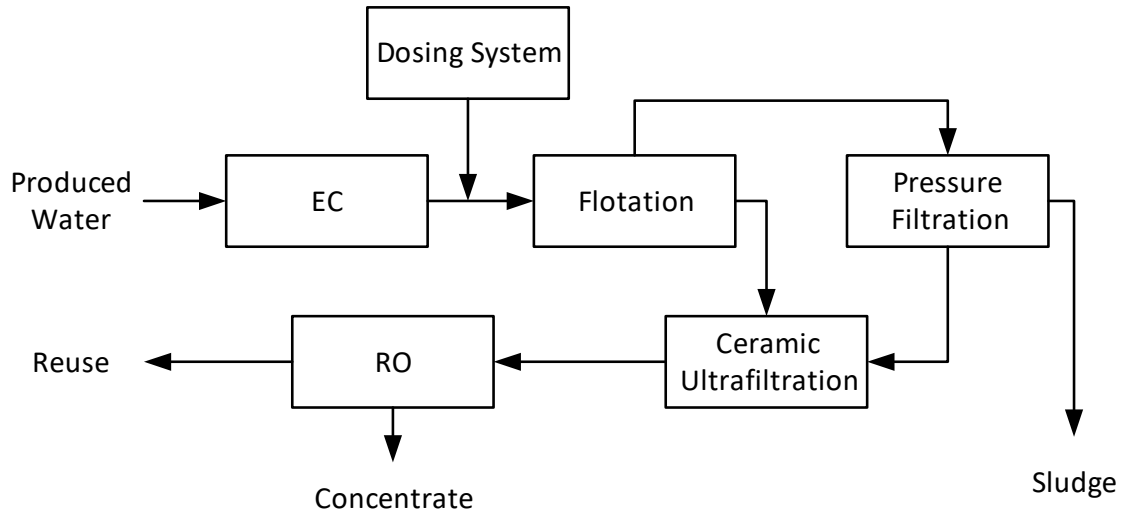 Dosing System
Produced
Water
EC
Flotation
Pressure
Filtration
Reuse
RO
Ceramic
Ultrafiltration
Concentrate
Sludge